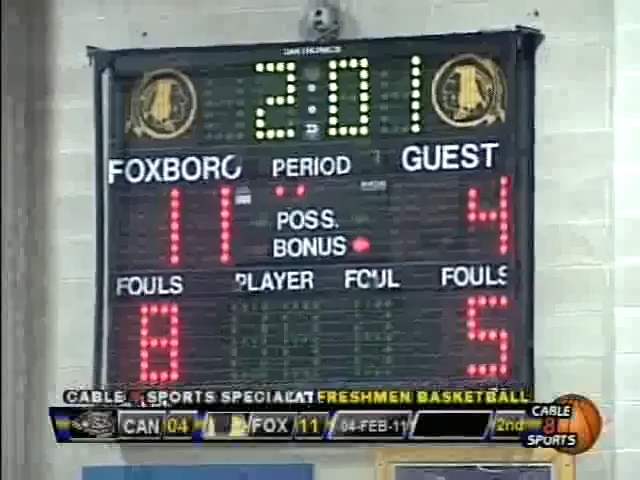 2:01
FOXBORO PERIOD GUEST
11 POSS. 4
BONUS
FOULS PLAYER FOUL FOULS
8 5
CABLE 8 SPORTS SPECIAL AT FRESHMEN BASKETBALL
CAN 04 FOX 11 04-FEB-11 2nd
CABLE
8
SPORTS